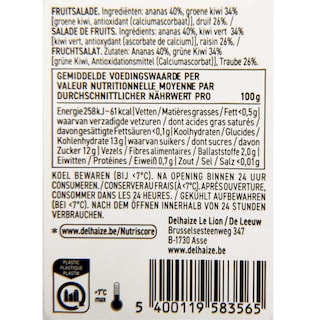 FRUITSALADE. Ingrediënten: ananas 40%, groene kiwi 34%
[groene kiwi, antioxidant (calciumascorbaat)], druif 26%. /
SALADE DE FRUITS. Ingrédients: ananas 40%, kiwi vert 34%
[kiwi vert, antioxydant (ascorbate de calcium)], raisin 26%. /
FRUCHTSALAT. Zutaten: Ananas 40%, grüne Kiwi 34% [grüne
Kiwi, Antioxidationsmittel (Calciumascorbat)], Traube 26%.
GEMIDDELDE VOEDINGSWAARDE PER
VALEUR NUTRITIONNELLE MOYENNE PAR
DURCHSCHNITTLICHER NÄHRWERT PRO 100g
Energie 258kJ-61kcal | Vetten / Matières grasses / Fett <0,5g |
waarvan verzadigde vetzuren / dont acides gras saturés /
davon gesättigte Fettsäuren <0,1g | Koolhydraten / Glucides /
Kohlenhydrate 13g | waarvan suikers / dont sucres / davon
Zucker 12g | Vezels / Fibres alimentaires / Ballaststoffe 2,0g |
Eiwitten / Protéines / Eiweiß 0,7g | Zout / Sel / Salz <0,01g
KOEL BEWAREN (BIJ <7°C). NA OPENING BINNEN 24 UUR
CONSUMEREN. / CONSERVER AU FRAIS (À <7°C). APRÈS OUVERTURE,
CONSOMMER DANS LES 24 HEURES. / GEKÜHLT AUFBEWAHREN
(BEI <7°C). NACH DEM ÖFFNEN INNERHALB VON 24 STUNDEN
VERBRAUCHEN.
Delhaize Le Lion / De Leeuw
Brusselsesteenweg 347
B-1730 Asse
* www.delhaize.be/Nutriscore
PLASTIC
PLASTIQUE
PLASTIK
+7°C
max
5 400119 583565